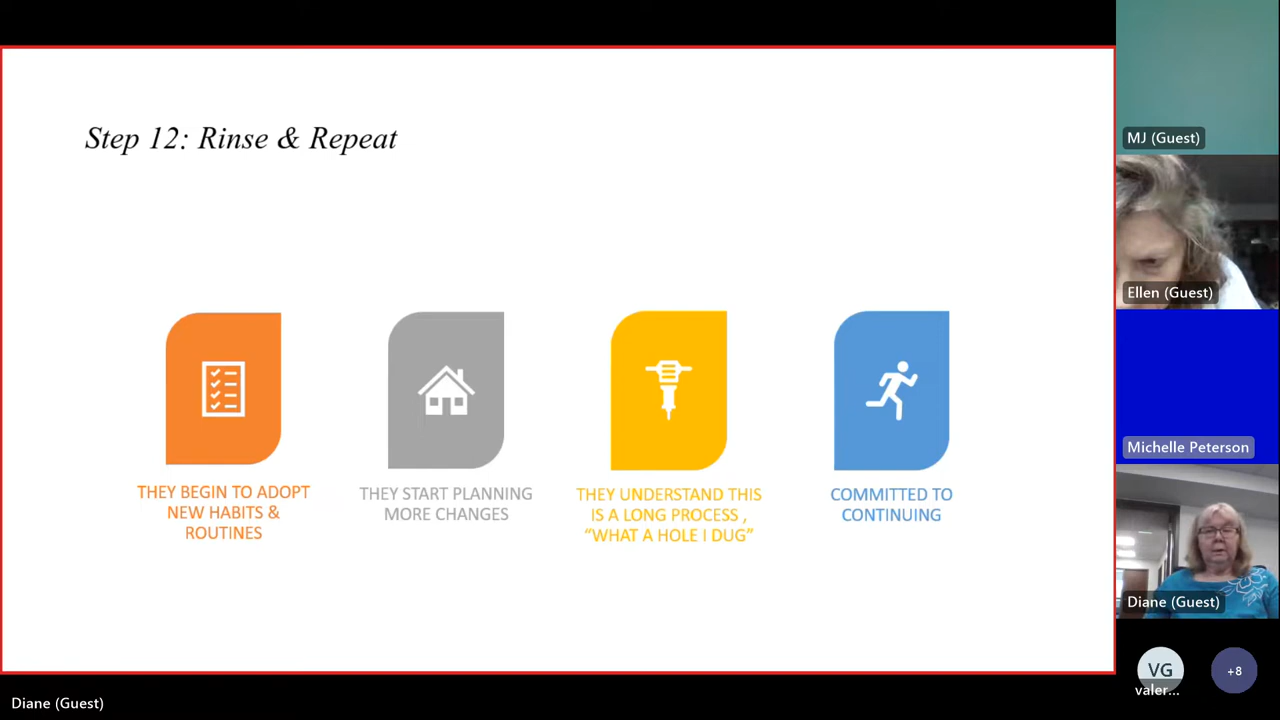 Step 12: Rinse & Repeat
THEY BEGIN TO ADOPT
NEW HABITS &
ROUTINES
THEY START PLANNING
MORE CHANGES
THEY UNDERSTAND THIS
IS A LONG PROCESS ,
“WHAT A HOLE I DUG”
COMMITTED TO
CONTINUING
MJ (Guest)
Ellen (Guest)
Michelle Peterson
Diane (Guest)
VG
valer...
+8
Diane (Guest)